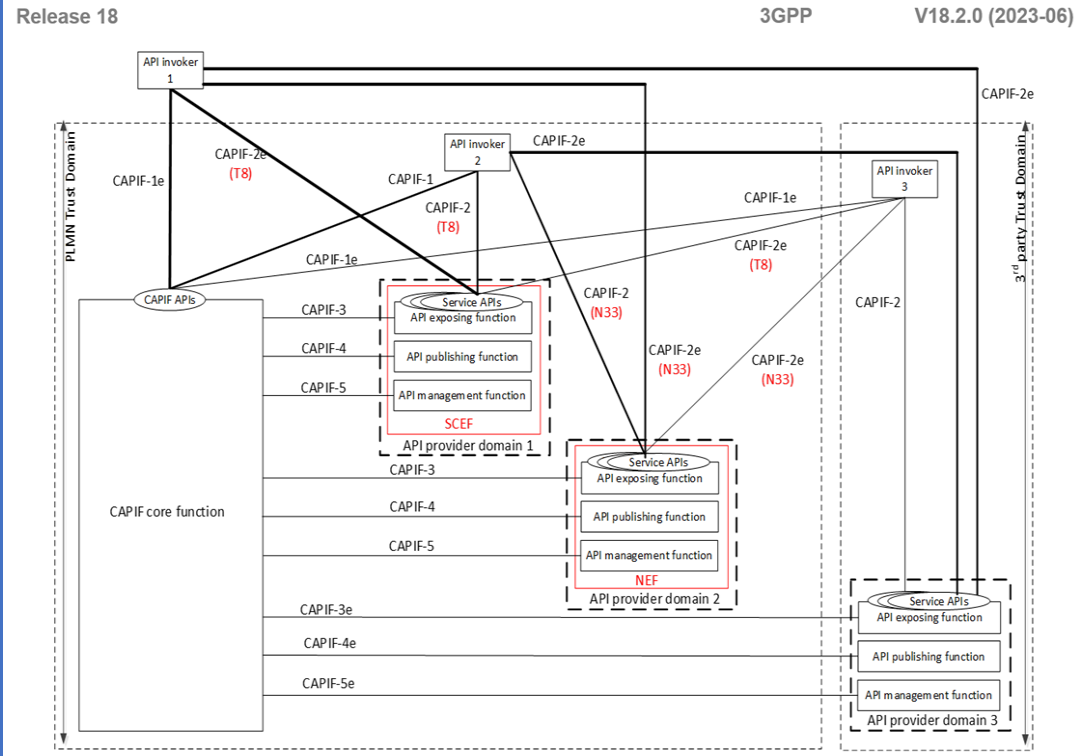 Release 18
3GPP
V18.2.0 (2023-06)
API invoker
1
CAPIF-2e
PLMN Trust Domain
3rd party Trust Domain
API invoker
2
CAPIF-2e
API invoker
3
CAPIF-2e
(T8)
CAPIF-1e
CAPIF-1
CAPIF-2
(T8)
CAPIF-1e
CAPIF-2e
(T8)
CAPIF-1e
CAPIF-2
(N33)
CAPIF-2
CAPIF-2e
(N33)
CAPIF-2e
(N33)
CAPIF APIs
CAPIF core function
CAPIF-3
CAPIF-4
CAPIF-5
Service APIs
API exposing function
API publishing function
API management function
SCEF
API provider domain 1
CAPIF-3
CAPIF-4
CAPIF-5
Service APIs
API exposing function
API publishing function
API management function
NEF
API provider domain 2
CAPIF-3e
CAPIF-4e
CAPIF-5e
Service APIs
API exposing function
API publishing function
API management function
API provider domain 3